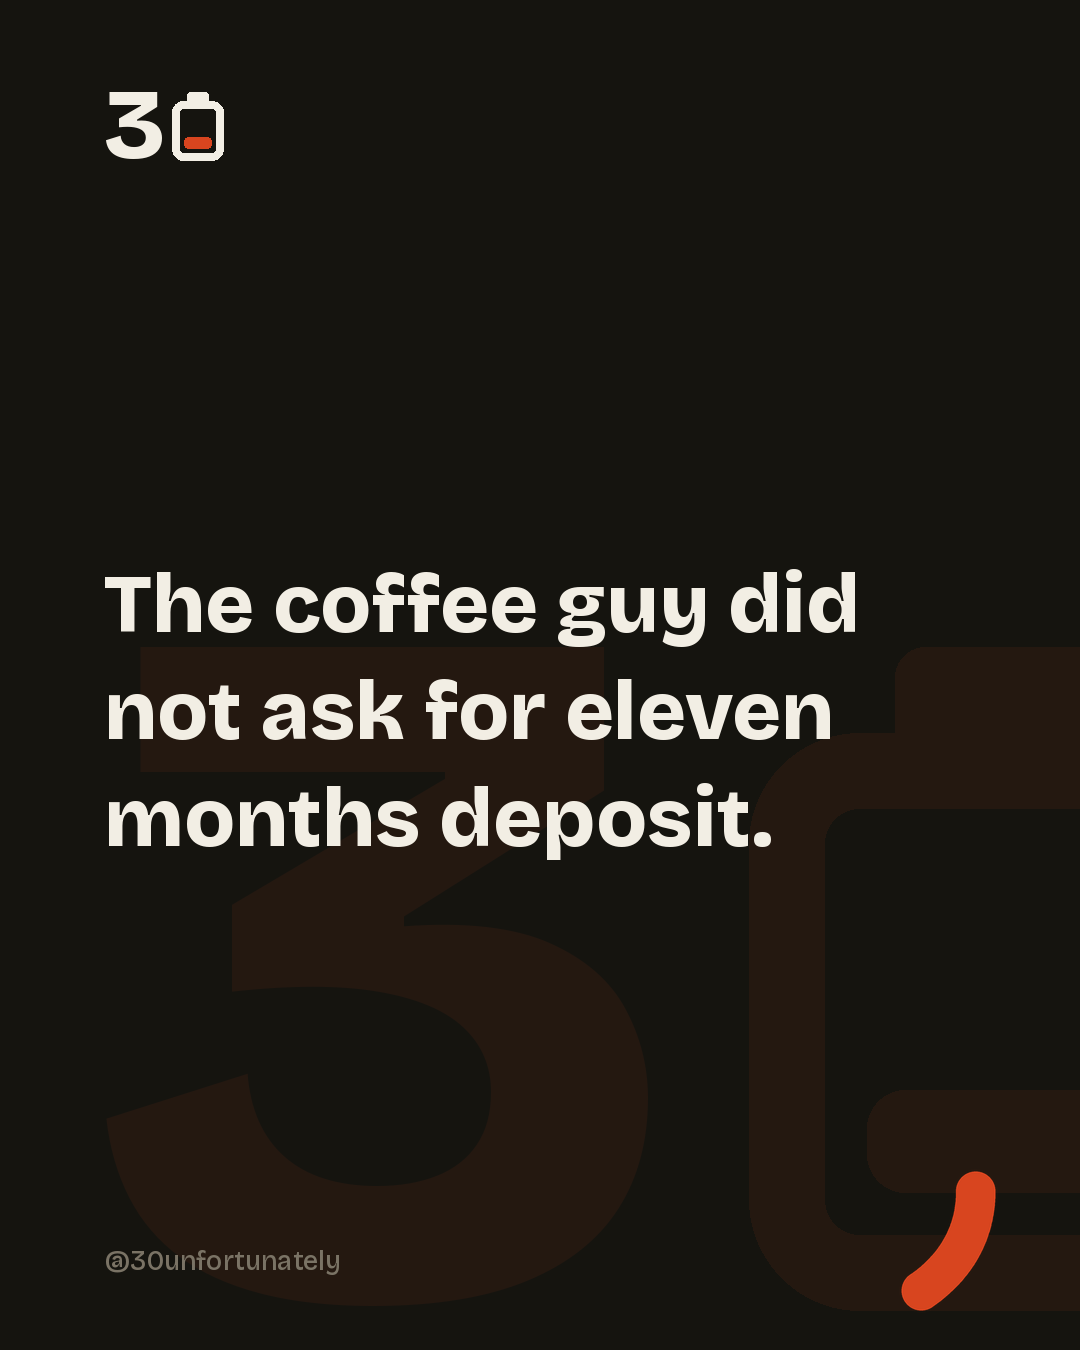 30
The coffee guy did
not ask for eleven
months deposit.
@30unfortunately